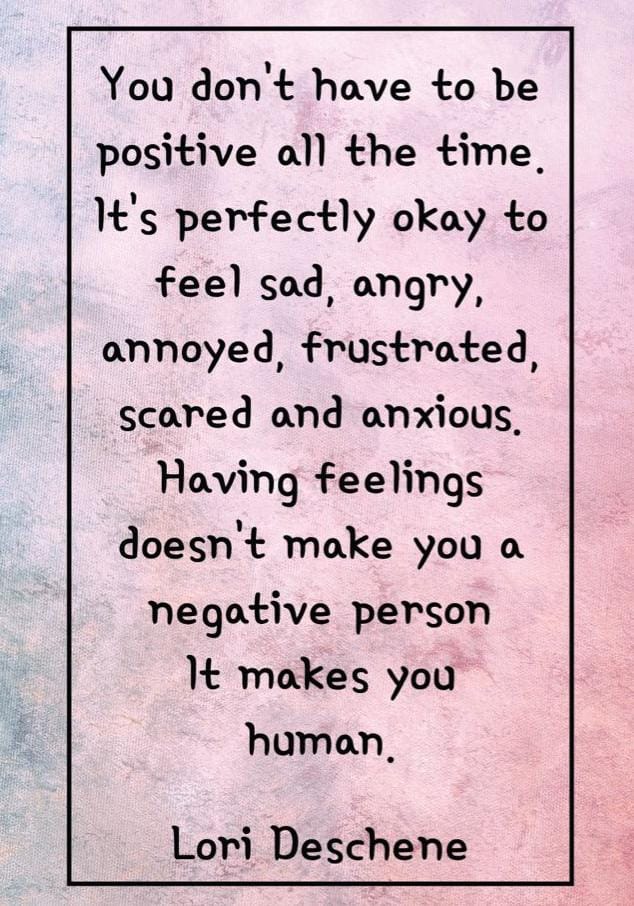 You don't have to be
positive all the time.
It's perfectly okay to
feel sad, angry,
annoyed, frustrated,
scared and anxious.
Having feelings
doesn't make you a
negative person
It makes you
human.
Lori Deschene